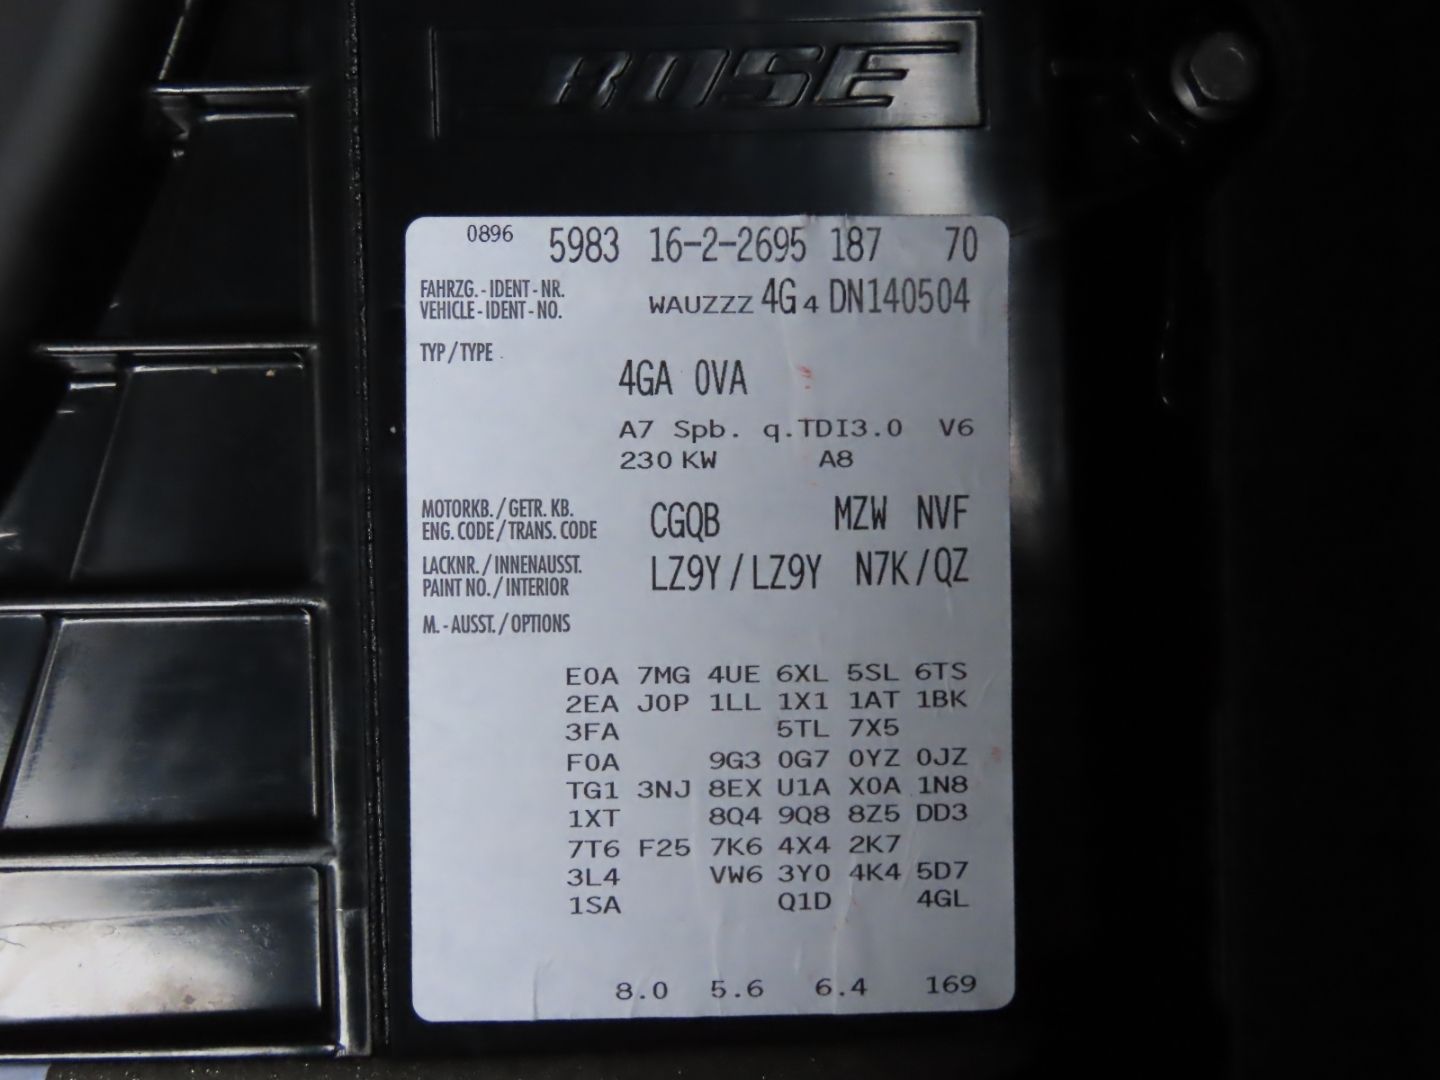 BOSE
0896 5983 16-2-2695 187 70
FAHRZG.-IDENT-NR.
VEHICLE-IDENT-NO. WAUZZZ 4G4 DN140504
TYP/TYPE
4GA 0VA
A7 Spb. q.TDI3.0 V6
230 KW A8
MOTORKB./GETR. KB.
ENG. CODE/TRANS. CODE CGQB MZW NVF
LACKNR./INNENAUSST.
PAINT NO./INTERIOR LZ9Y/LZ9Y N7K/QZ
M.-AUSST./OPTIONS
E0A 7MG 4UE 6XL 5SL 6TS
2EA J0P 1LL 1X1 1AT 1BK
3FA 5TL 7X5
F0A 9G3 0G7 0YZ 0JZ
TG1 3NJ 8EX U1A X0A 1N8
1XT 8Q4 9Q8 8Z5 DD3
7T6 F25 7K6 4X4 2K7
3L4 VW6 3Y0 4K4 5D7
1SA Q1D 4GL
8.0 5.6 6.4 169